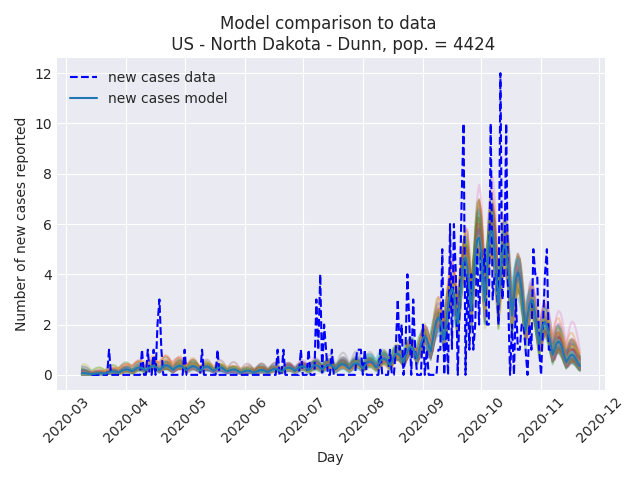 Model comparison to data
US - North Dakota - Dunn, pop. = 4424
new cases data
new cases model
Number of new cases reported
12
10
8
6
4
2
0
2020-03
2020-04
2020-05
2020-06
2020-07
2020-08
2020-09
2020-10
2020-11
2020-12
Day